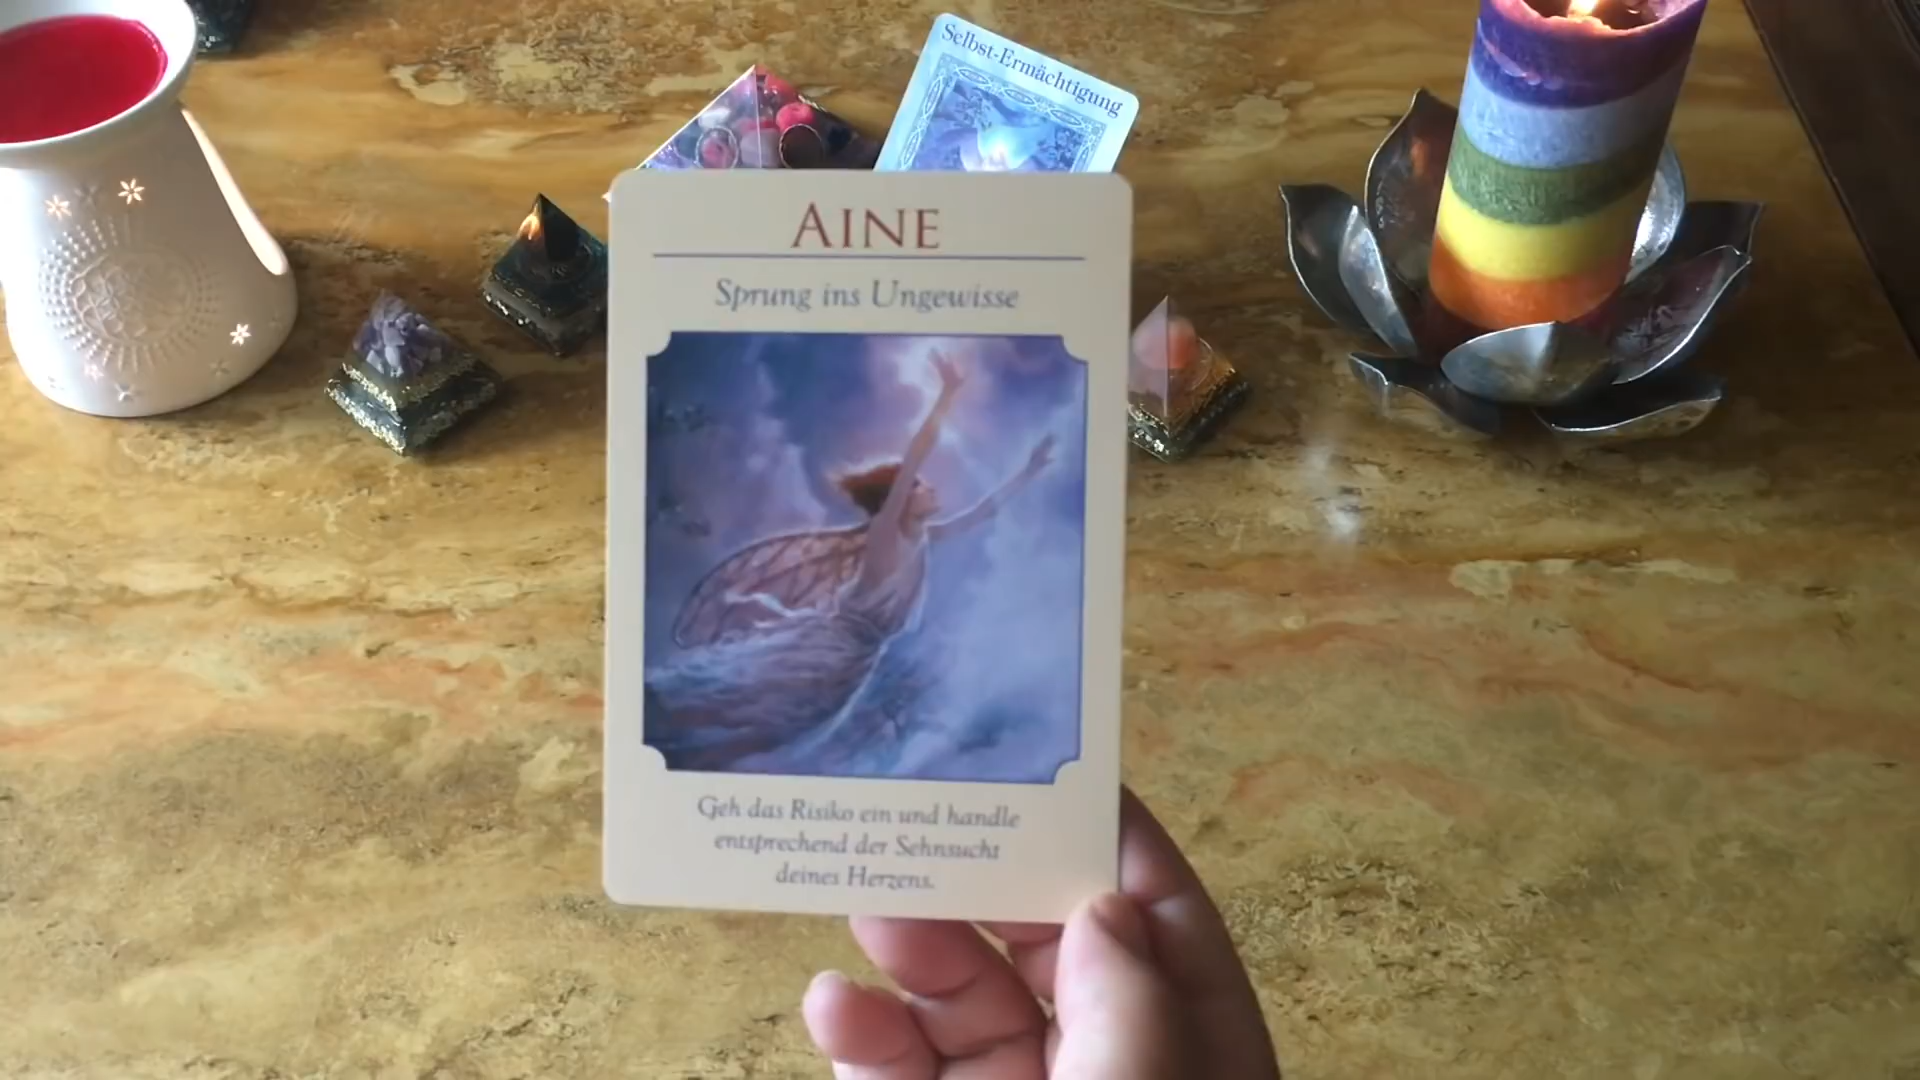 Selbst-Ermächtigung
AINE
Sprung ins Ungewisse
Geh das Risiko ein und handle
entsprechend der Sehnsucht
deines Herzens.